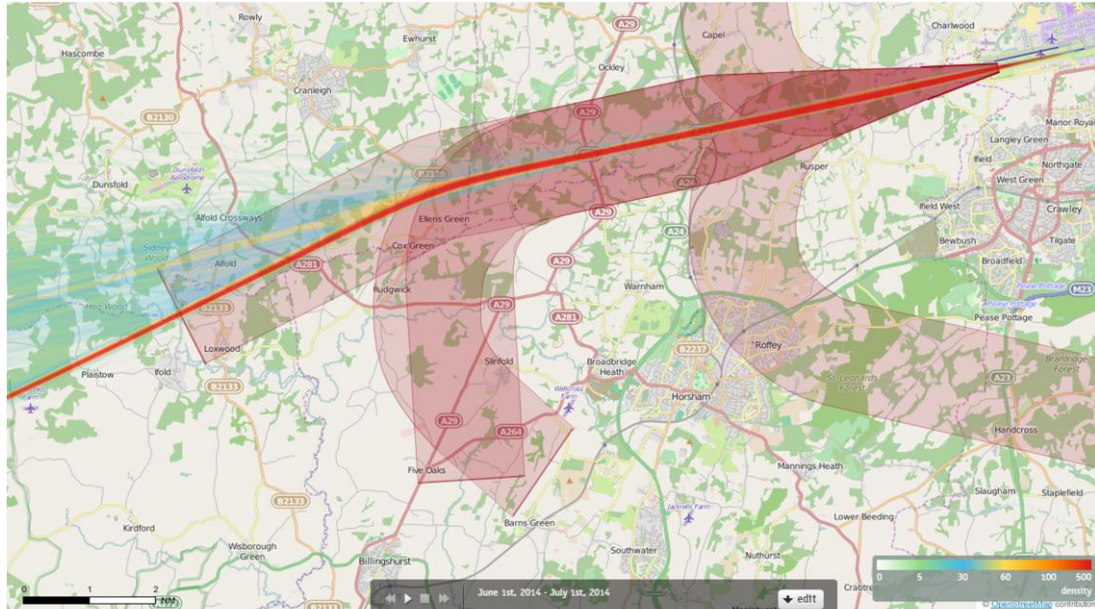 Rowly
Ewhurst
Capel
Charlwood
Hascombe
A29
Ockley
Cranleigh
B2130
A29
Manor Royal
Langley Green
Ifield
Northgate
Rusper
Dunsfold
Dunsfold
Aerodrome
West Green
A24
Ifield West
Crawley
Alfold Crossways
Ellens Green
A29
Bewbush
Tilgate
Sidney
Wood
Cox Green
A24
Broadfield
Alfold
A281
A29
Pease Pottage
Rudgwick
Warnham
M23
Hog Wood
B2133
A29
A281
Pease Pottage
Loxwood
B2237
Roffey
Plaistow
Ifold
Slinfold
Broadbridge
Heath
Brantridge
Forest
St Leonards
Forest
A23
B2133
Wellcross
Farm
Horsham
A29
A264
Handcross
Five Oaks
Mannings Heath
B2133
Slaugham
Staplefield
Jackrells Farm
Kirdford
Barns Green
Lower Beeding
Wisborough
Green
Southwater
Nuthurst
Billingshurst
0 1 2
NM
June 1st, 2014 - July 1st, 2014
edit
0 5 30 60 100 500
density
© OpenStreetMap contributors